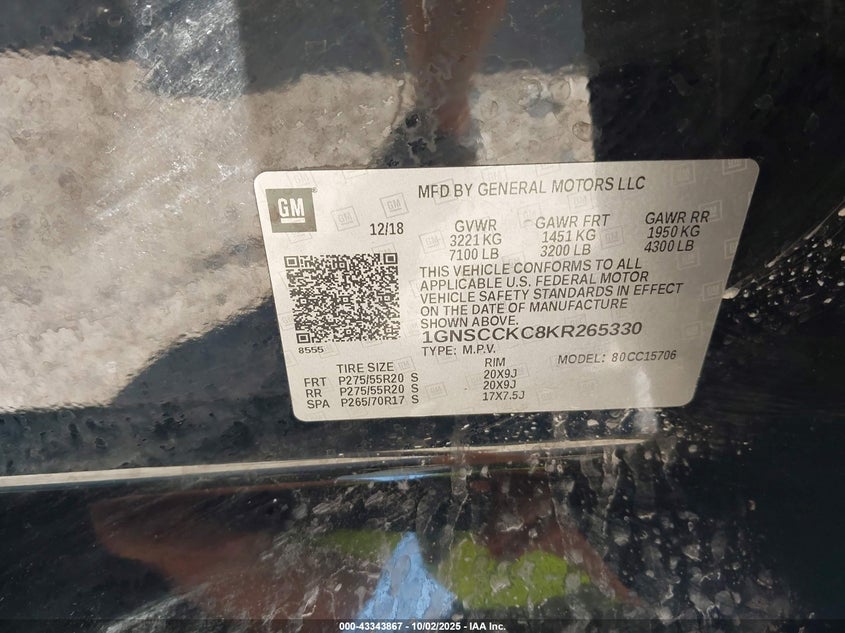 GM
MFD BY GENERAL MOTORS LLC
12/18
GVWR GAWR FRT GAWR RR
3221 KG 1451 KG 1950 KG
7100 LB 3200 LB 4300 LB
THIS VEHICLE CONFORMS TO ALL
APPLICABLE U.S. FEDERAL MOTOR
VEHICLE SAFETY STANDARDS IN EFFECT
ON THE DATE OF MANUFACTURE
SHOWN ABOVE.
8555
1GNSCCKC8KR265330
TYPE: M.P.V. MODEL: 80CC15706
TIRE SIZE RIM
FRT P275/55R20 S 20X9J
RR P275/55R20 S 20X9J
SPA P265/70R17 S 17X7.5J
000-43343867 - 10/02/2025 - IAA Inc.